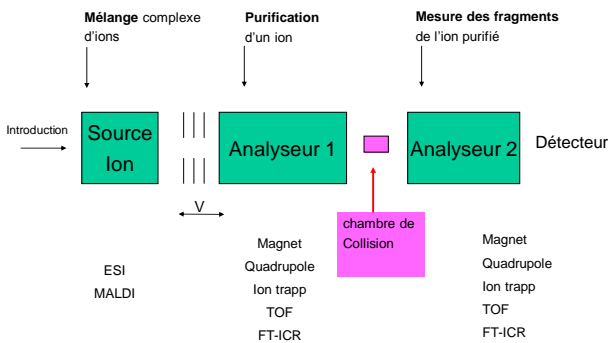 Mélange complexe
d'ions
Purification
d'un ion
Mesure des fragments
de l'ion purifié
Introduction
Source
Ion
Analyseur 1
Analyseur 2
Détecteur
V
chambre de
Collision
ESI
MALDI
Magnet
Quadrupole
Ion trapp
TOF
FT-ICR
Magnet
Quadrupole
Ion trapp
TOF
FT-ICR